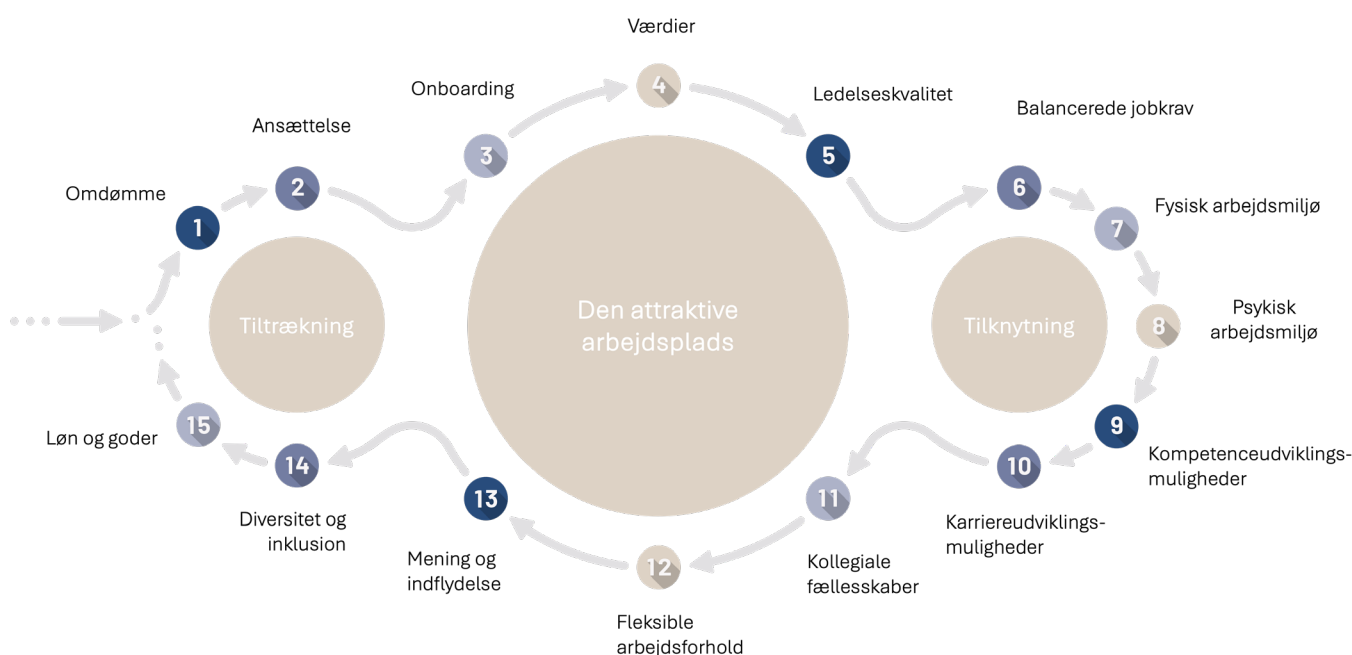 Værdier
4
Onboarding
3
Ledelseskvalitet
5
Balancerede jobkrav
6
Ansættelse
2
Omdømme
1
Fysisk arbejdsmiljø
7
Tiltrækning
Den attraktive
arbejdsplads
Tilknytning
Psykisk
arbejdsmiljø
8
Løn og goder
15
14
Diversitet og
inklusion
13
Mening og
indflydelse
12
Fleksible
arbejdsforhold
11
Kollegiale
fællesskaber
10
Karriereudviklings-
muligheder
9
Kompetenceudviklings-
muligheder